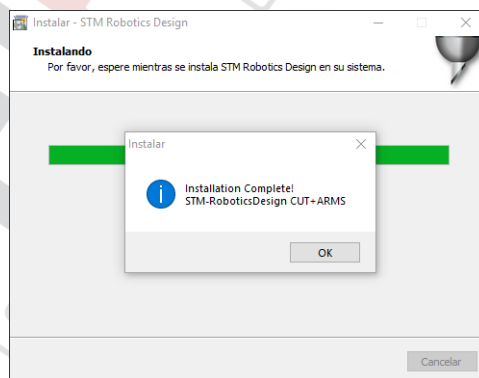 Instalar - STM Robotics Design
Instalando
Por favor, espere mientras se instala STM Robotics Design en su sistema.
Instalar
Installation Complete!
STM-RoboticsDesign CUT+ARMS
OK
Cancelar